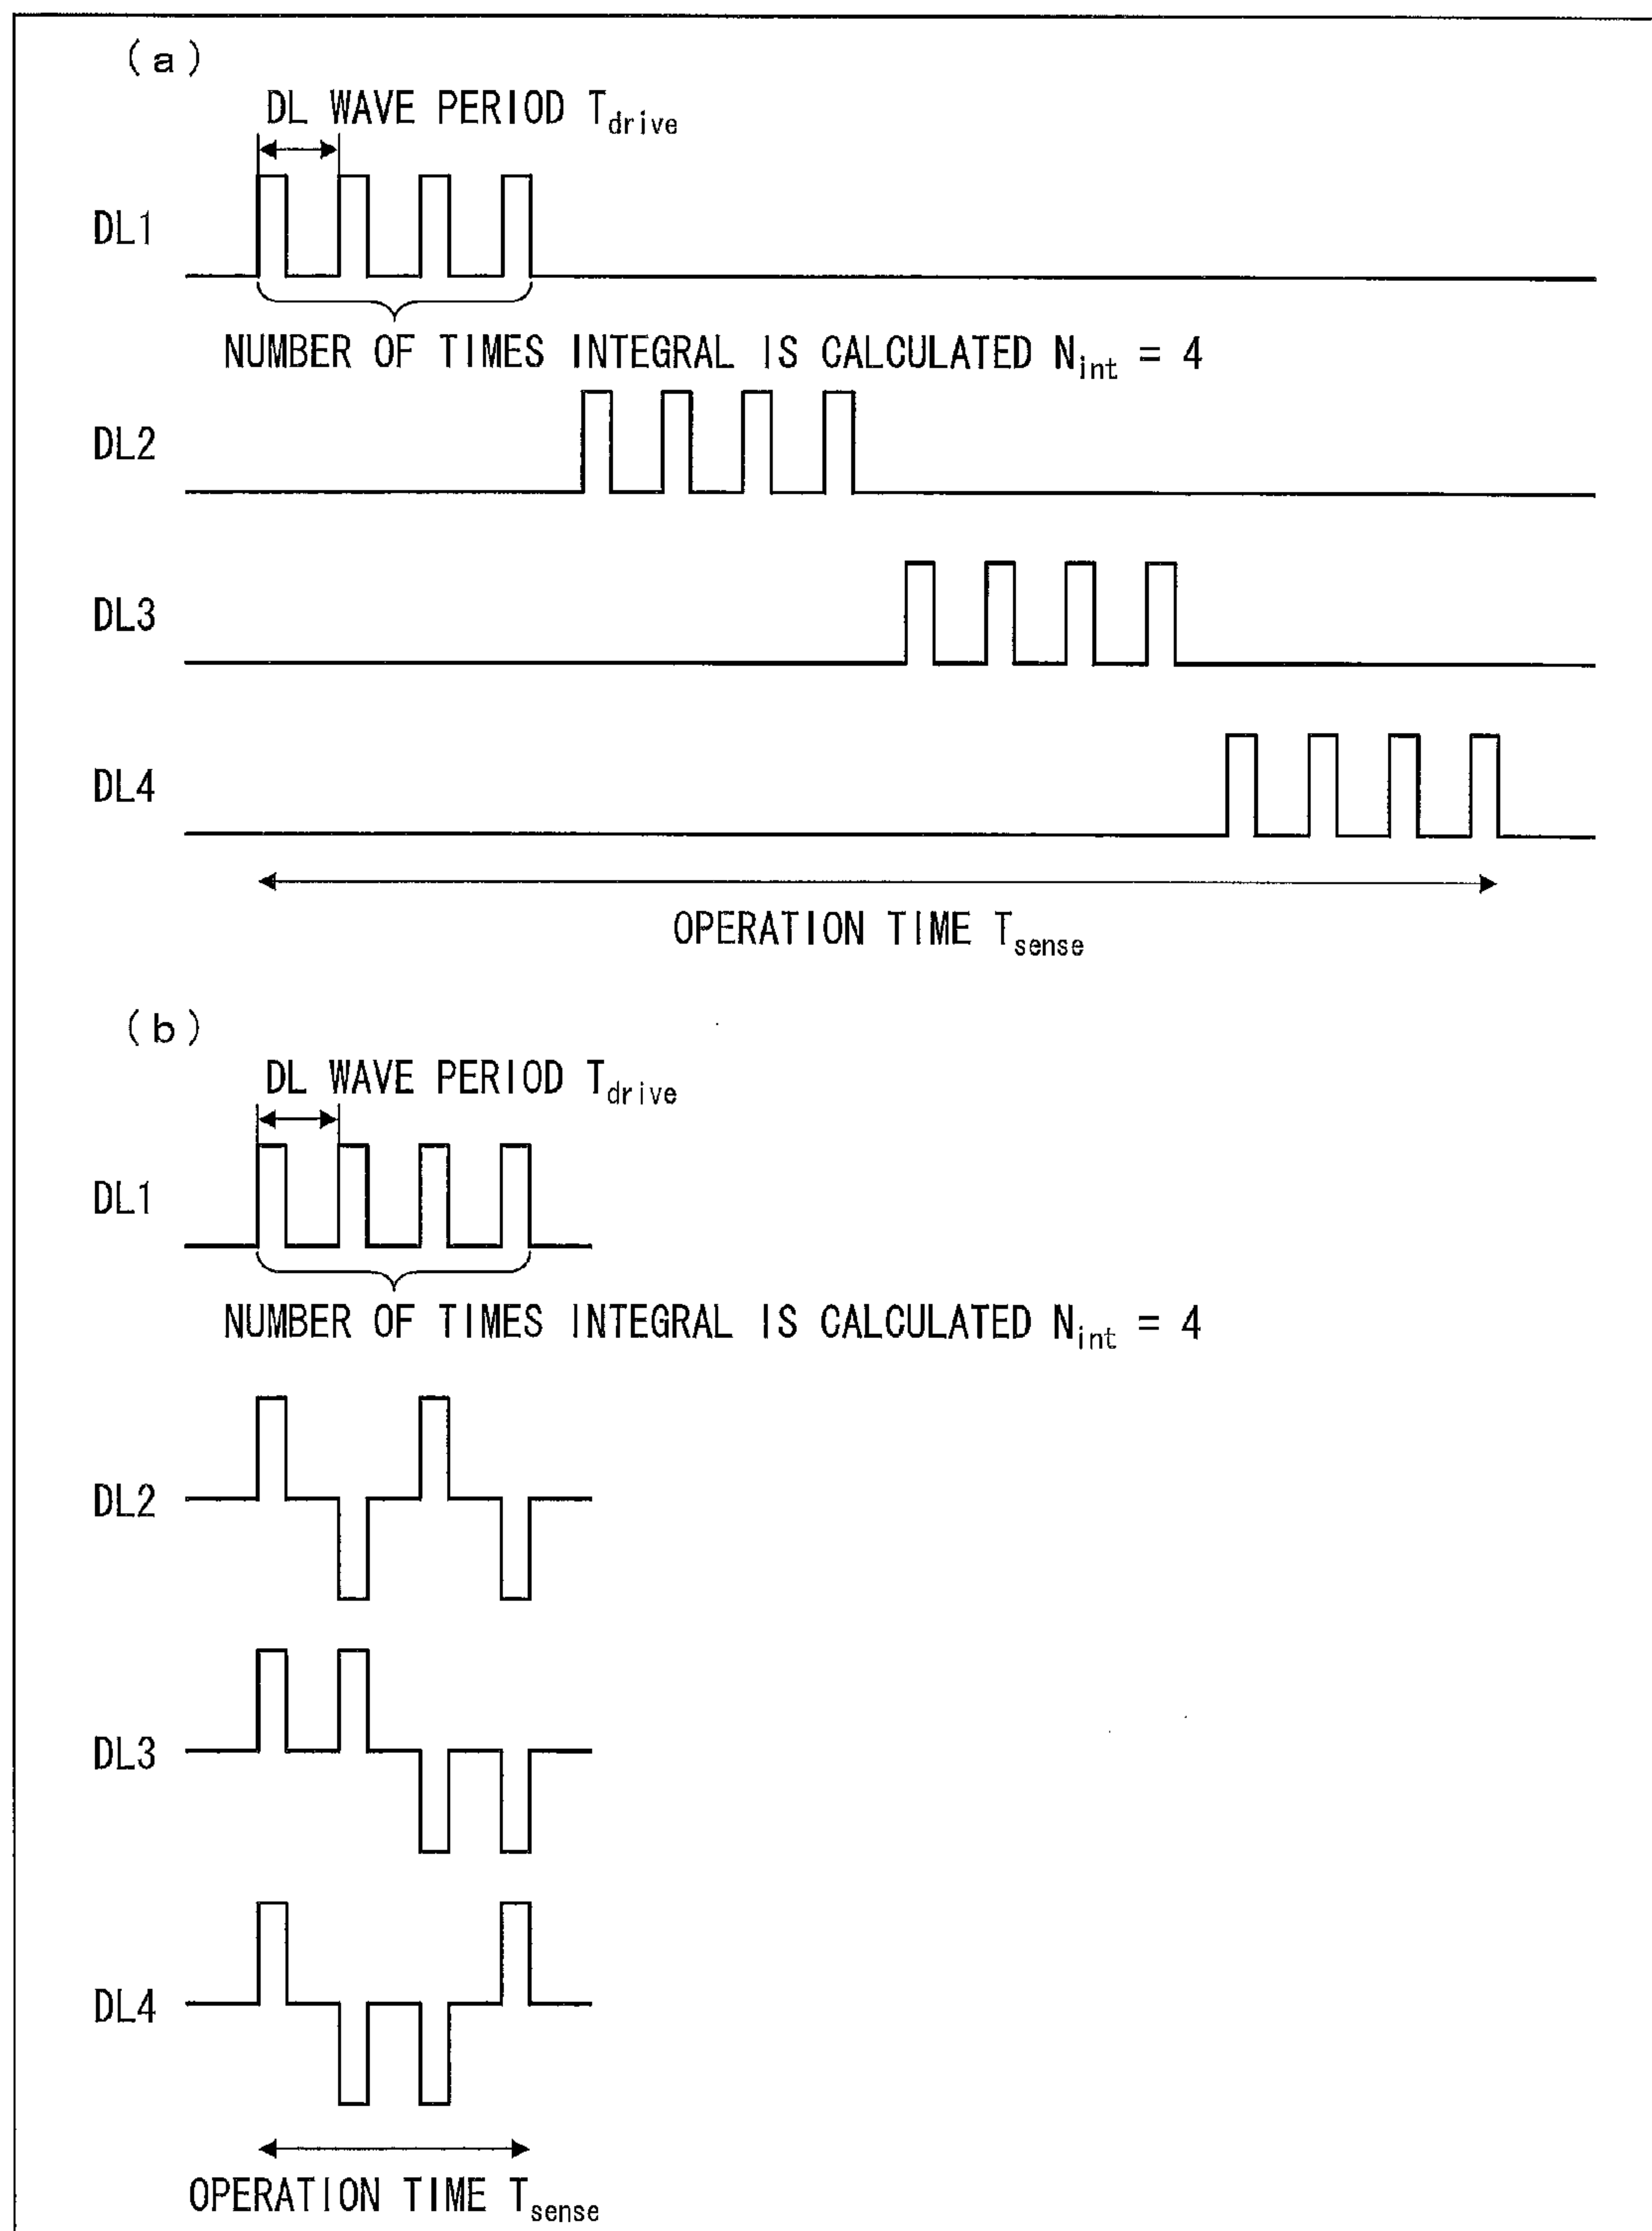 (a)
DL WAVE PERIOD Tdrive
DL1
NUMBER OF TIMES INTEGRAL IS CALCULATED Nint = 4
DL2
DL3
DL4
OPERATION TIME Tsense
(b)
DL WAVE PERIOD Tdrive
DL1
NUMBER OF TIMES INTEGRAL IS CALCULATED Nint = 4
DL2
DL3
DL4
OPERATION TIME Tsense